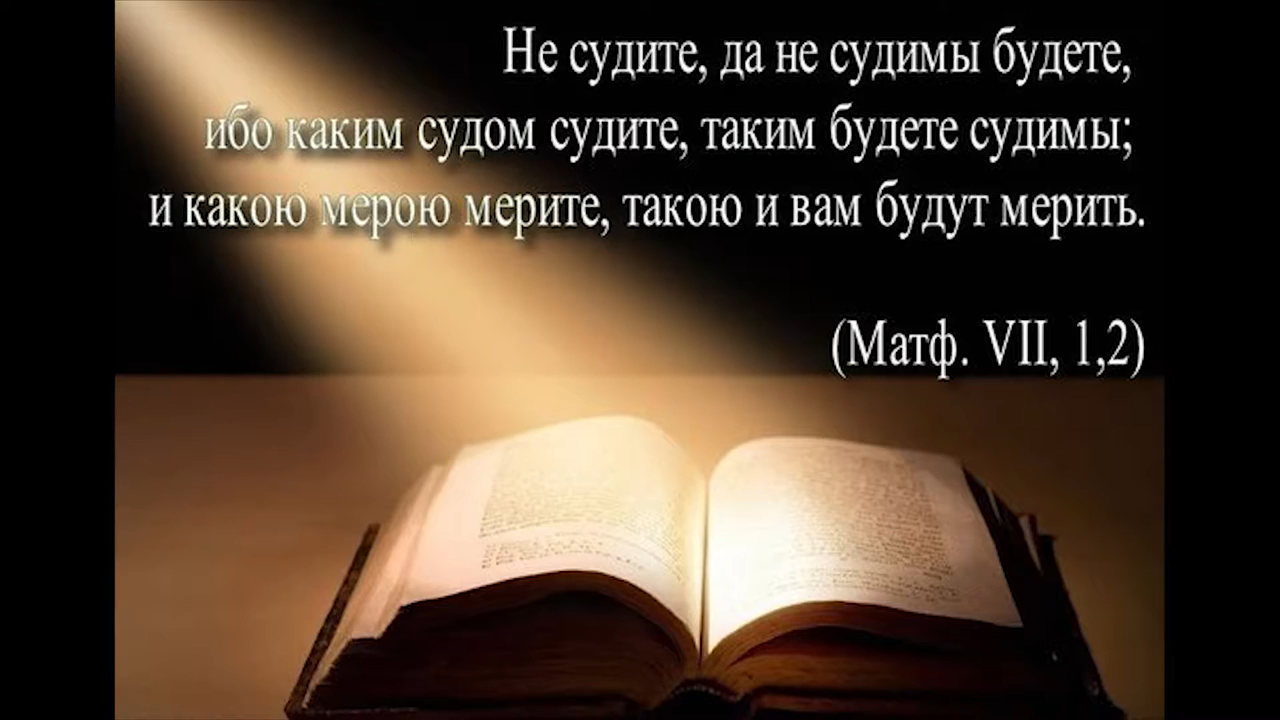 Не судите, да не судимы будете,
ибо каким судом судите, таким будете судимы;
и какою мерою мерите, такою и вам будут мерить.
(Матф. VII, 1,2)